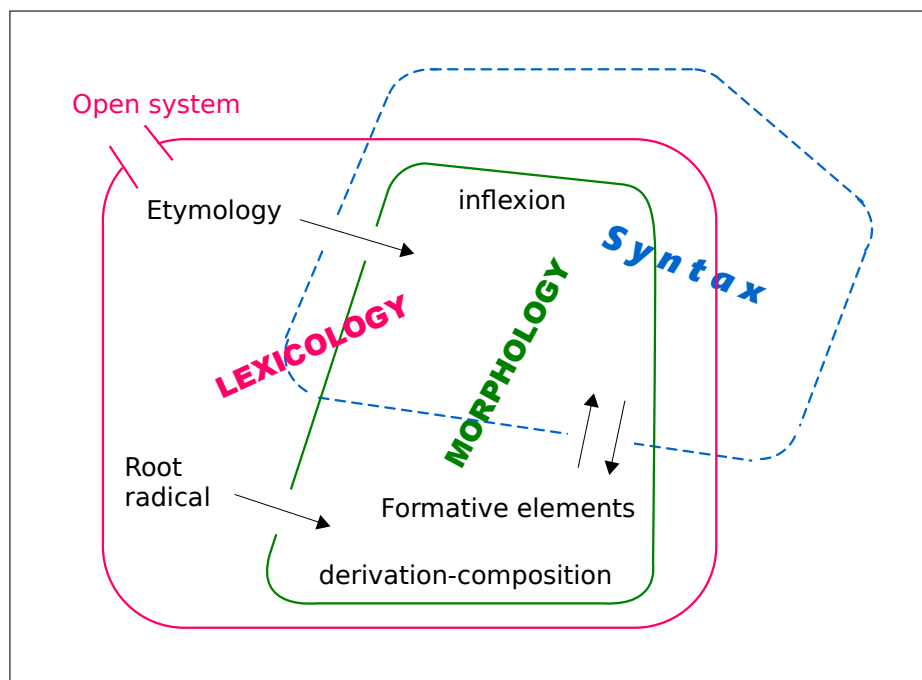 Open system
Etymology
inflexion
Syntax
LEXICOLOGY
MORPHOLOGY
Root
radical
Formative elements
derivation-composition